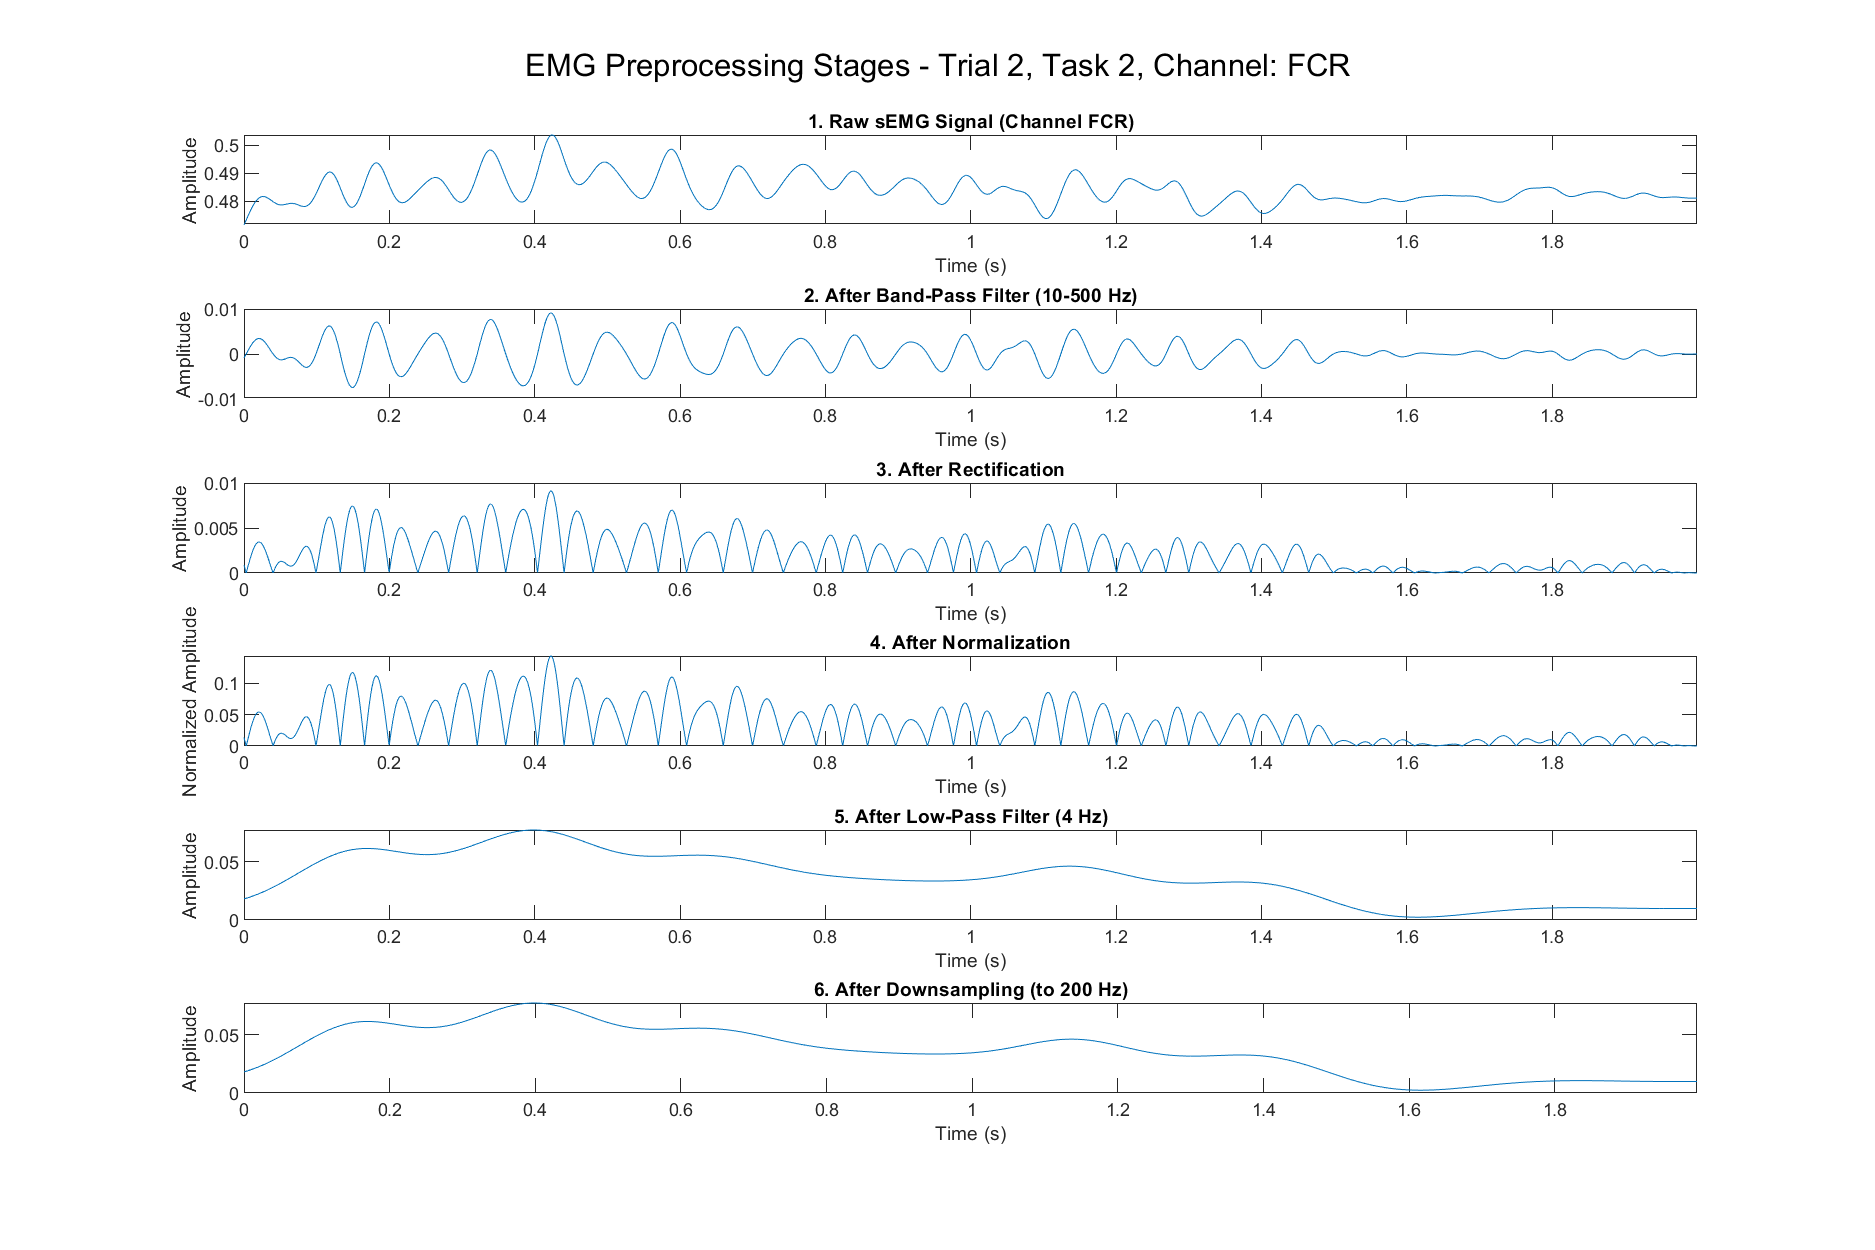 EMG Preprocessing Stages - Trial 2, Task 2, Channel: FCR
1. Raw sEMG Signal (Channel FCR)
Amplitude
0.5
0.49
0.48
0 0.2 0.4 0.6 0.8 1 1.2 1.4 1.6 1.8
Time (s)
2. After Band-Pass Filter (10-500 Hz)
Amplitude
0.01
0
-0.01
0 0.2 0.4 0.6 0.8 1 1.2 1.4 1.6 1.8
Time (s)
3. After Rectification
Amplitude
0.01
0.005
0
0 0.2 0.4 0.6 0.8 1 1.2 1.4 1.6 1.8
Time (s)
4. After Normalization
Normalized Amplitude
0.1
0.05
0
0 0.2 0.4 0.6 0.8 1 1.2 1.4 1.6 1.8
Time (s)
5. After Low-Pass Filter (4 Hz)
Amplitude
0.05
0
0 0.2 0.4 0.6 0.8 1 1.2 1.4 1.6 1.8
Time (s)
6. After Downsampling (to 200 Hz)
Amplitude
0.05
0
0 0.2 0.4 0.6 0.8 1 1.2 1.4 1.6 1.8
Time (s)